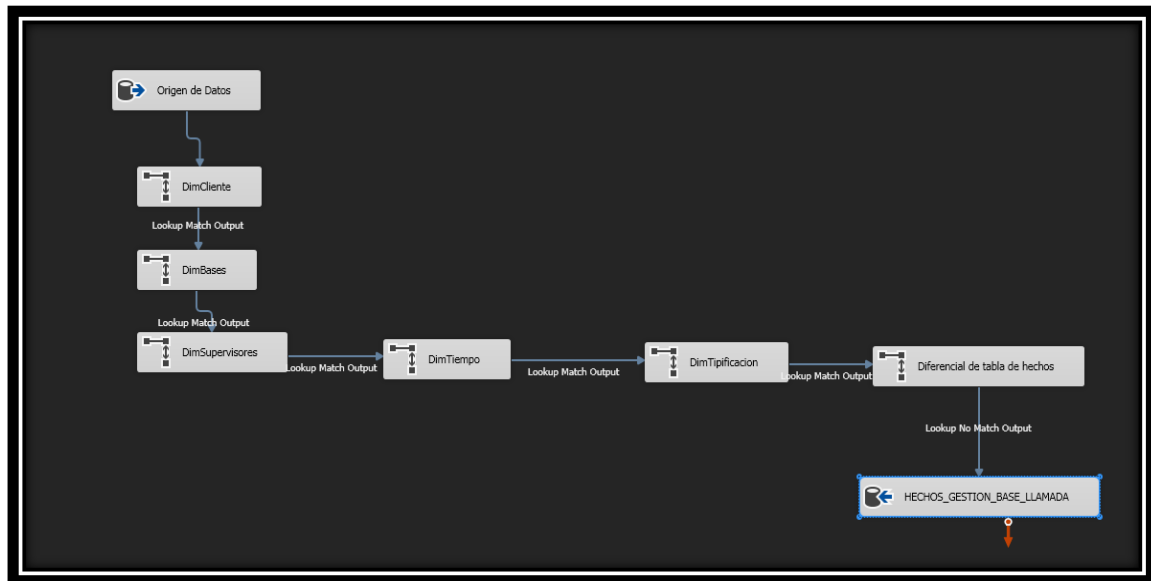 Origen de Datos
DimCliente
Lookup Match Output
DimBases
Lookup Match Output
DimSupervisores
Lookup Match Output
DimTiempo
Lookup Match Output
DimTipificacion
Lookup Match Output
Diferencial de tabla de hechos
Lookup No Match Output
HECHOS_GESTION_BASE_LLAMADA